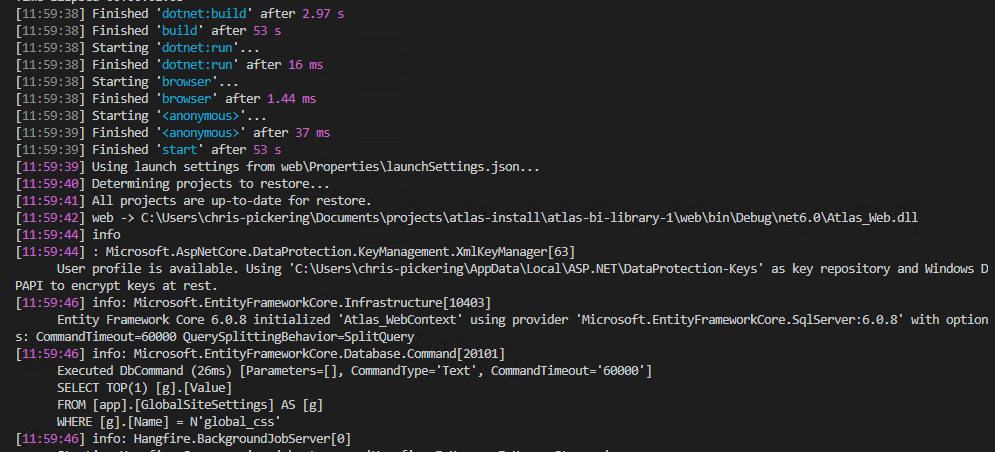 [11:59:38] Finished 'dotnet:build' after 2.97 s
[11:59:38] Finished 'build' after 53 s
[11:59:38] Starting 'dotnet:run'...
[11:59:38] Finished 'dotnet:run' after 16 ms
[11:59:38] Starting 'browser'...
[11:59:38] Finished 'browser' after 1.44 ms
[11:59:38] Starting '<anonymous>'...
[11:59:39] Finished '<anonymous>' after 37 ms
[11:59:39] Finished 'start' after 53 s
[11:59:39] Using launch settings from web\Properties\launchSettings.json...
[11:59:40] Determining projects to restore...
[11:59:41] All projects are up-to-date for restore.
[11:59:42] web -> C:\Users\chris-pickering\Documents\projects\atlas-install\atlas-bi-library-1\web\bin\Debug\net6.0\Atlas_Web.dll
[11:59:44] info
[11:59:44] : Microsoft.AspNetCore.DataProtection.KeyManagement.XmlKeyManager[63]
User profile is available. Using 'C:\Users\chris-pickering\AppData\Local\ASP.NET\DataProtection-Keys' as key repository and Windows D
PAPI to encrypt keys at rest.
[11:59:46] info: Microsoft.EntityFrameworkCore.Infrastructure[10403]
Entity Framework Core 6.0.8 initialized 'Atlas_WebContext' using provider 'Microsoft.EntityFrameworkCore.SqlServer:6.0.8' with option
s: CommandTimeout=60000 QuerySplittingBehavior=SplitQuery
[11:59:46] info: Microsoft.EntityFrameworkCore.Database.Command[20101]
Executed DbCommand (26ms) [Parameters=[], CommandType='Text', CommandTimeout='60000']
SELECT TOP(1) [g].[Value]
FROM [app].[GlobalSiteSettings] AS [g]
WHERE [g].[Name] = N'global_css'
[11:59:46] info: Hangfire.BackgroundJobServer[0]